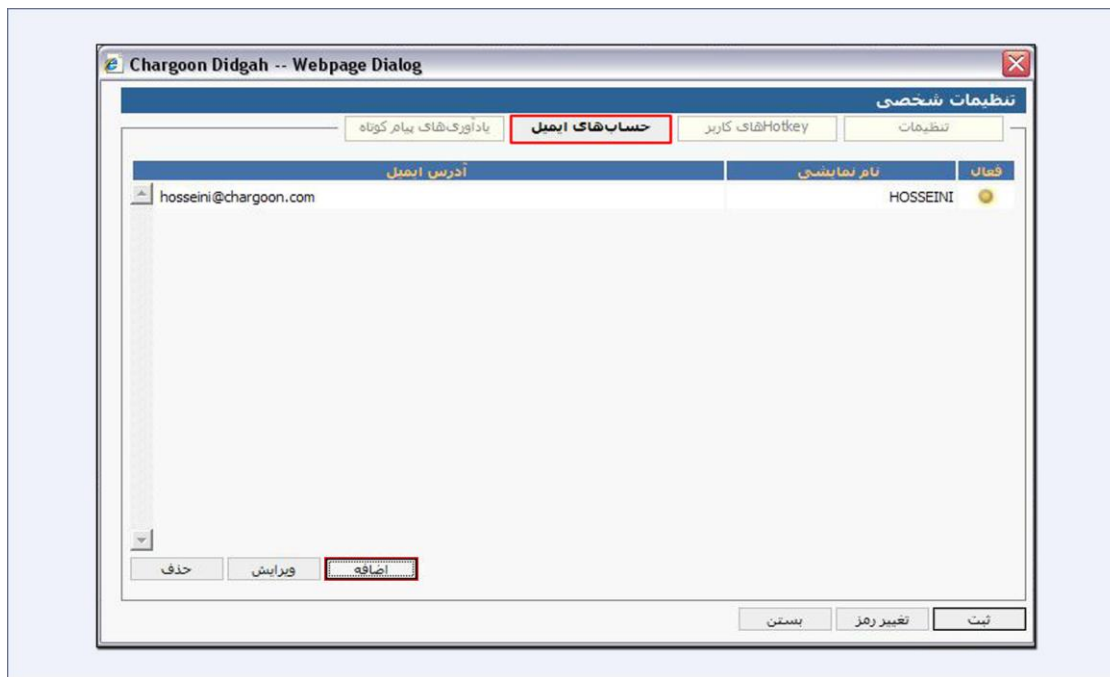 Chargoon Didgah -- Webpage Dialog
تنظیمات شخصی
تنظیمات
Hotkeyهای کاربر
حساب‌های ایمیل
یادآوری‌های پیام کوتاه
فعال
نام نمایشی
آدرس ایمیل
HOSSEINI
hosseini@chargoon.com
اضافه
ویرایش
حذف
ثبت
تغییر رمز
بستن